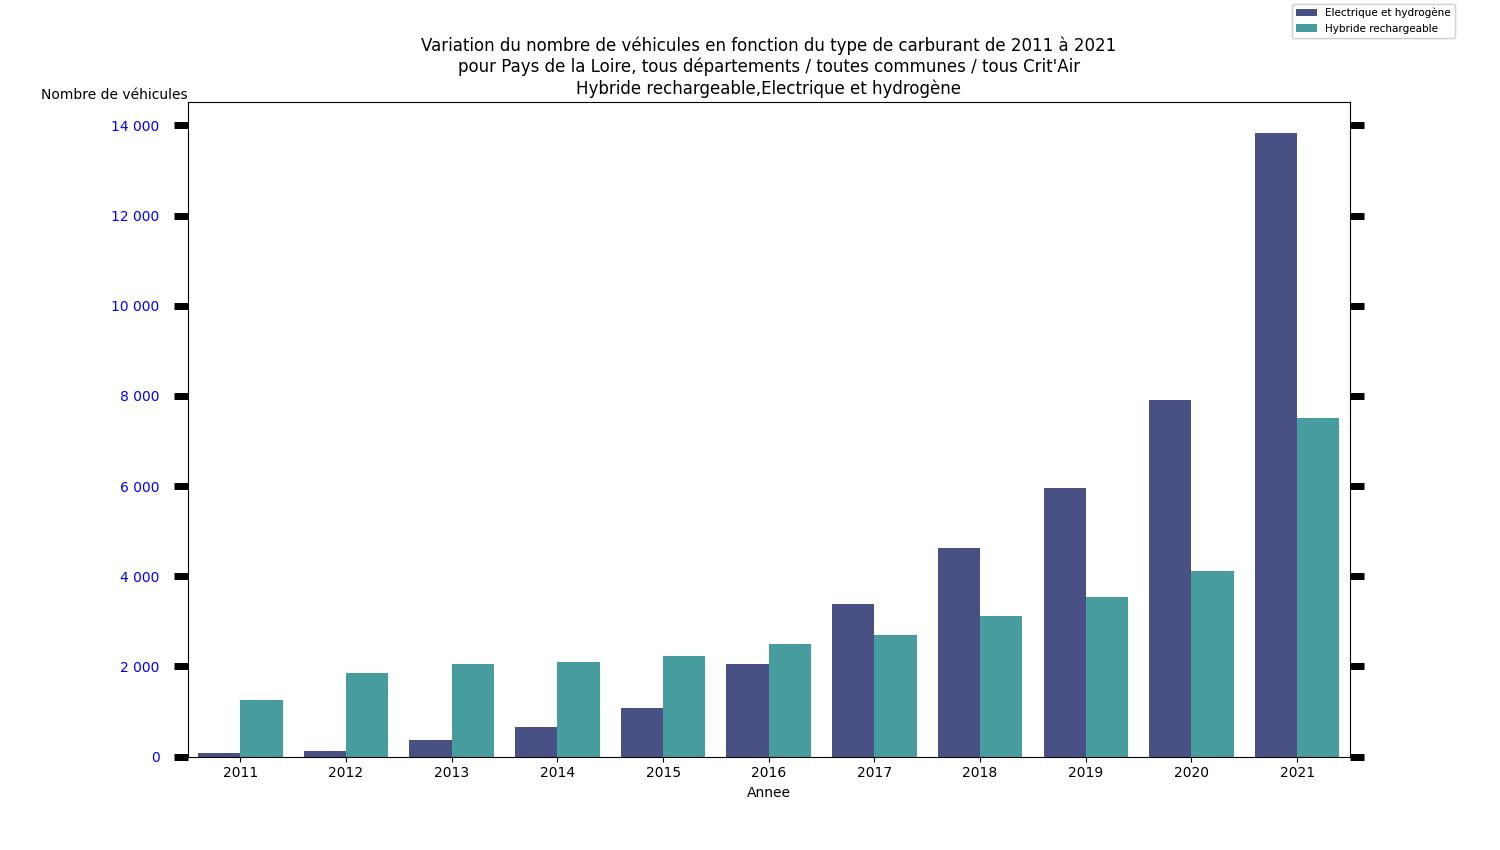 Electrique et hydrogène
Hybride rechargeable
Variation du nombre de véhicules en fonction du type de carburant de 2011 à 2021
pour Pays de la Loire, tous départements / toutes communes / tous Crit'Air
Hybride rechargeable,Electrique et hydrogène
Nombre de véhicules
14 000
12 000
10 000
8 000
6 000
4 000
2 000
0
2011 2012 2013 2014 2015 2016 2017 2018 2019 2020 2021
Annee